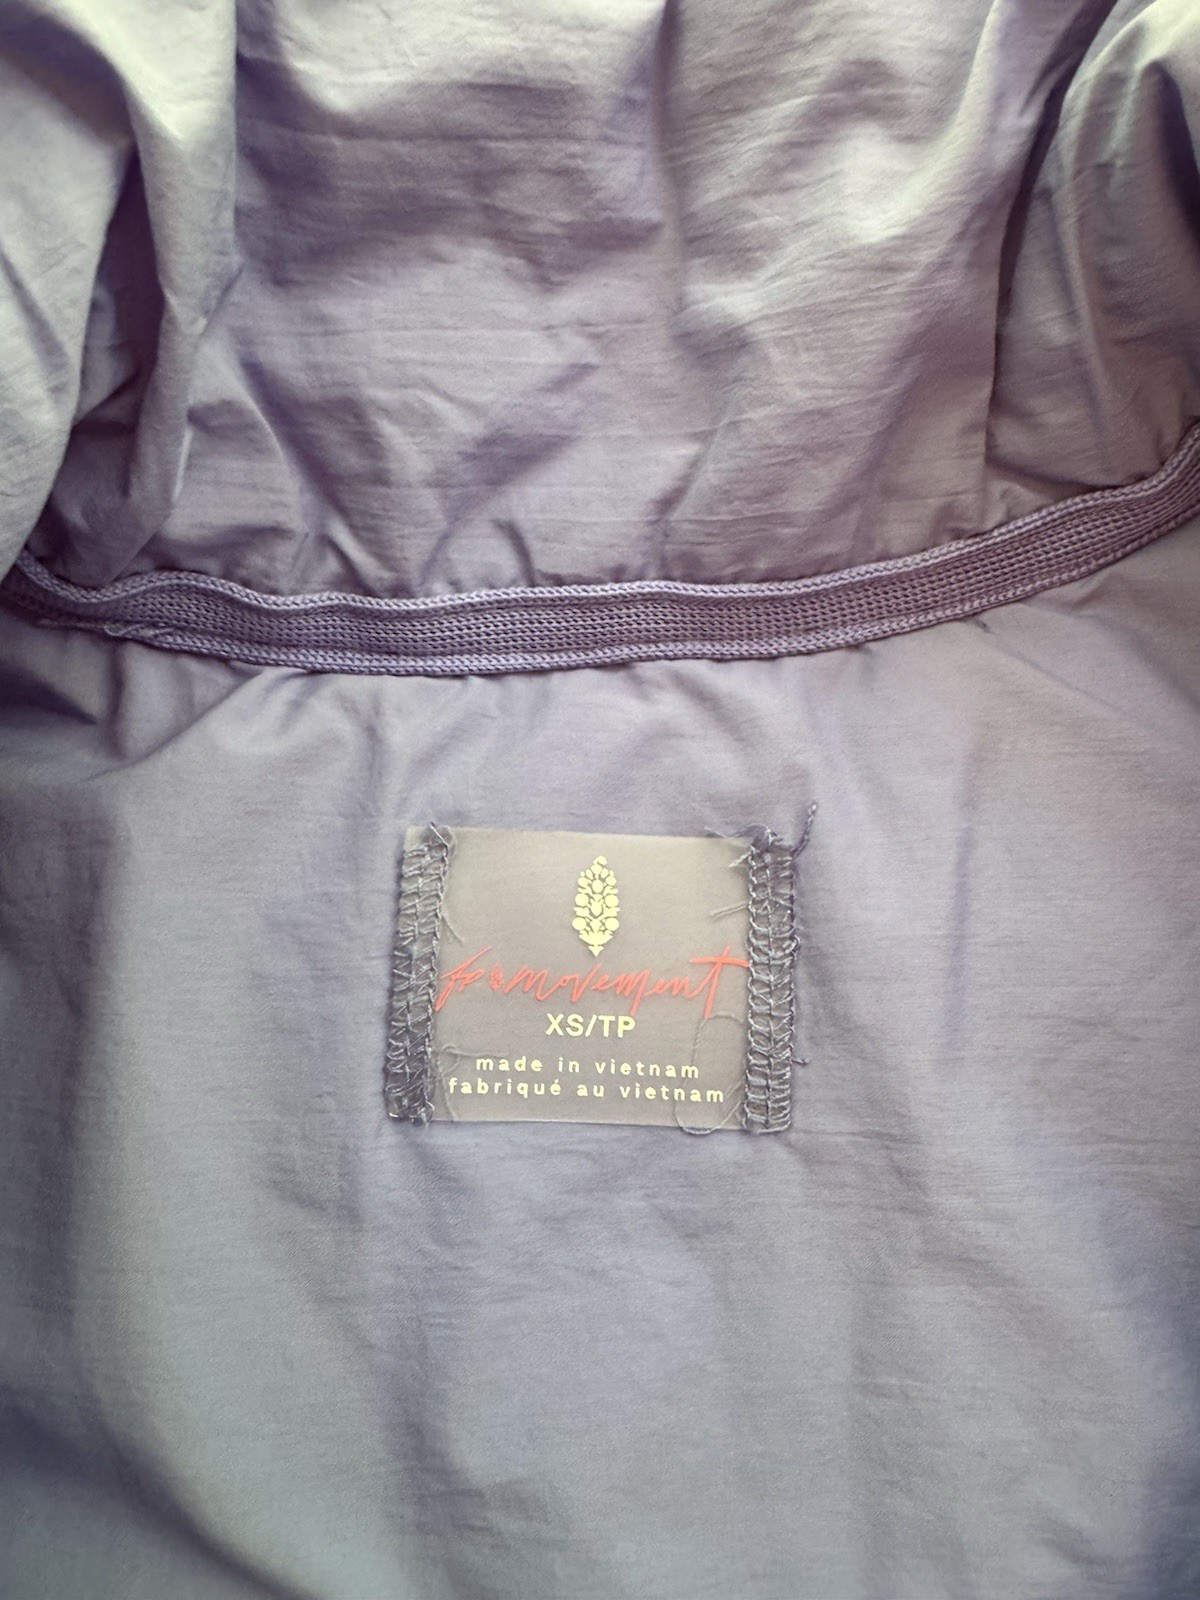 fp movement
XS/TP
made in vietnam
fabriqué au vietnam